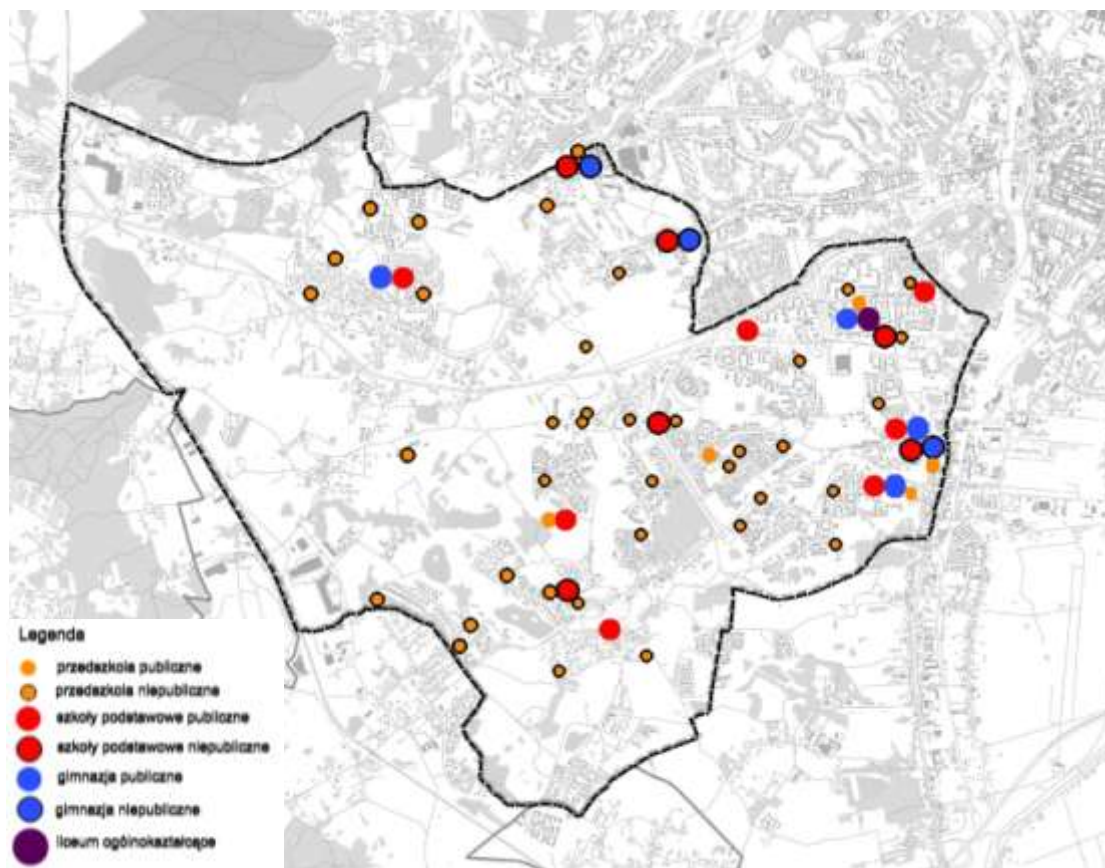 Legenda
przedszkola publiczne
przedszkola niepubliczne
szkoły podstawowe publiczne
szkoły podstawowe niepubliczne
gimnazja publiczne
gimnazja niepubliczne
liceum ogólnokształcące